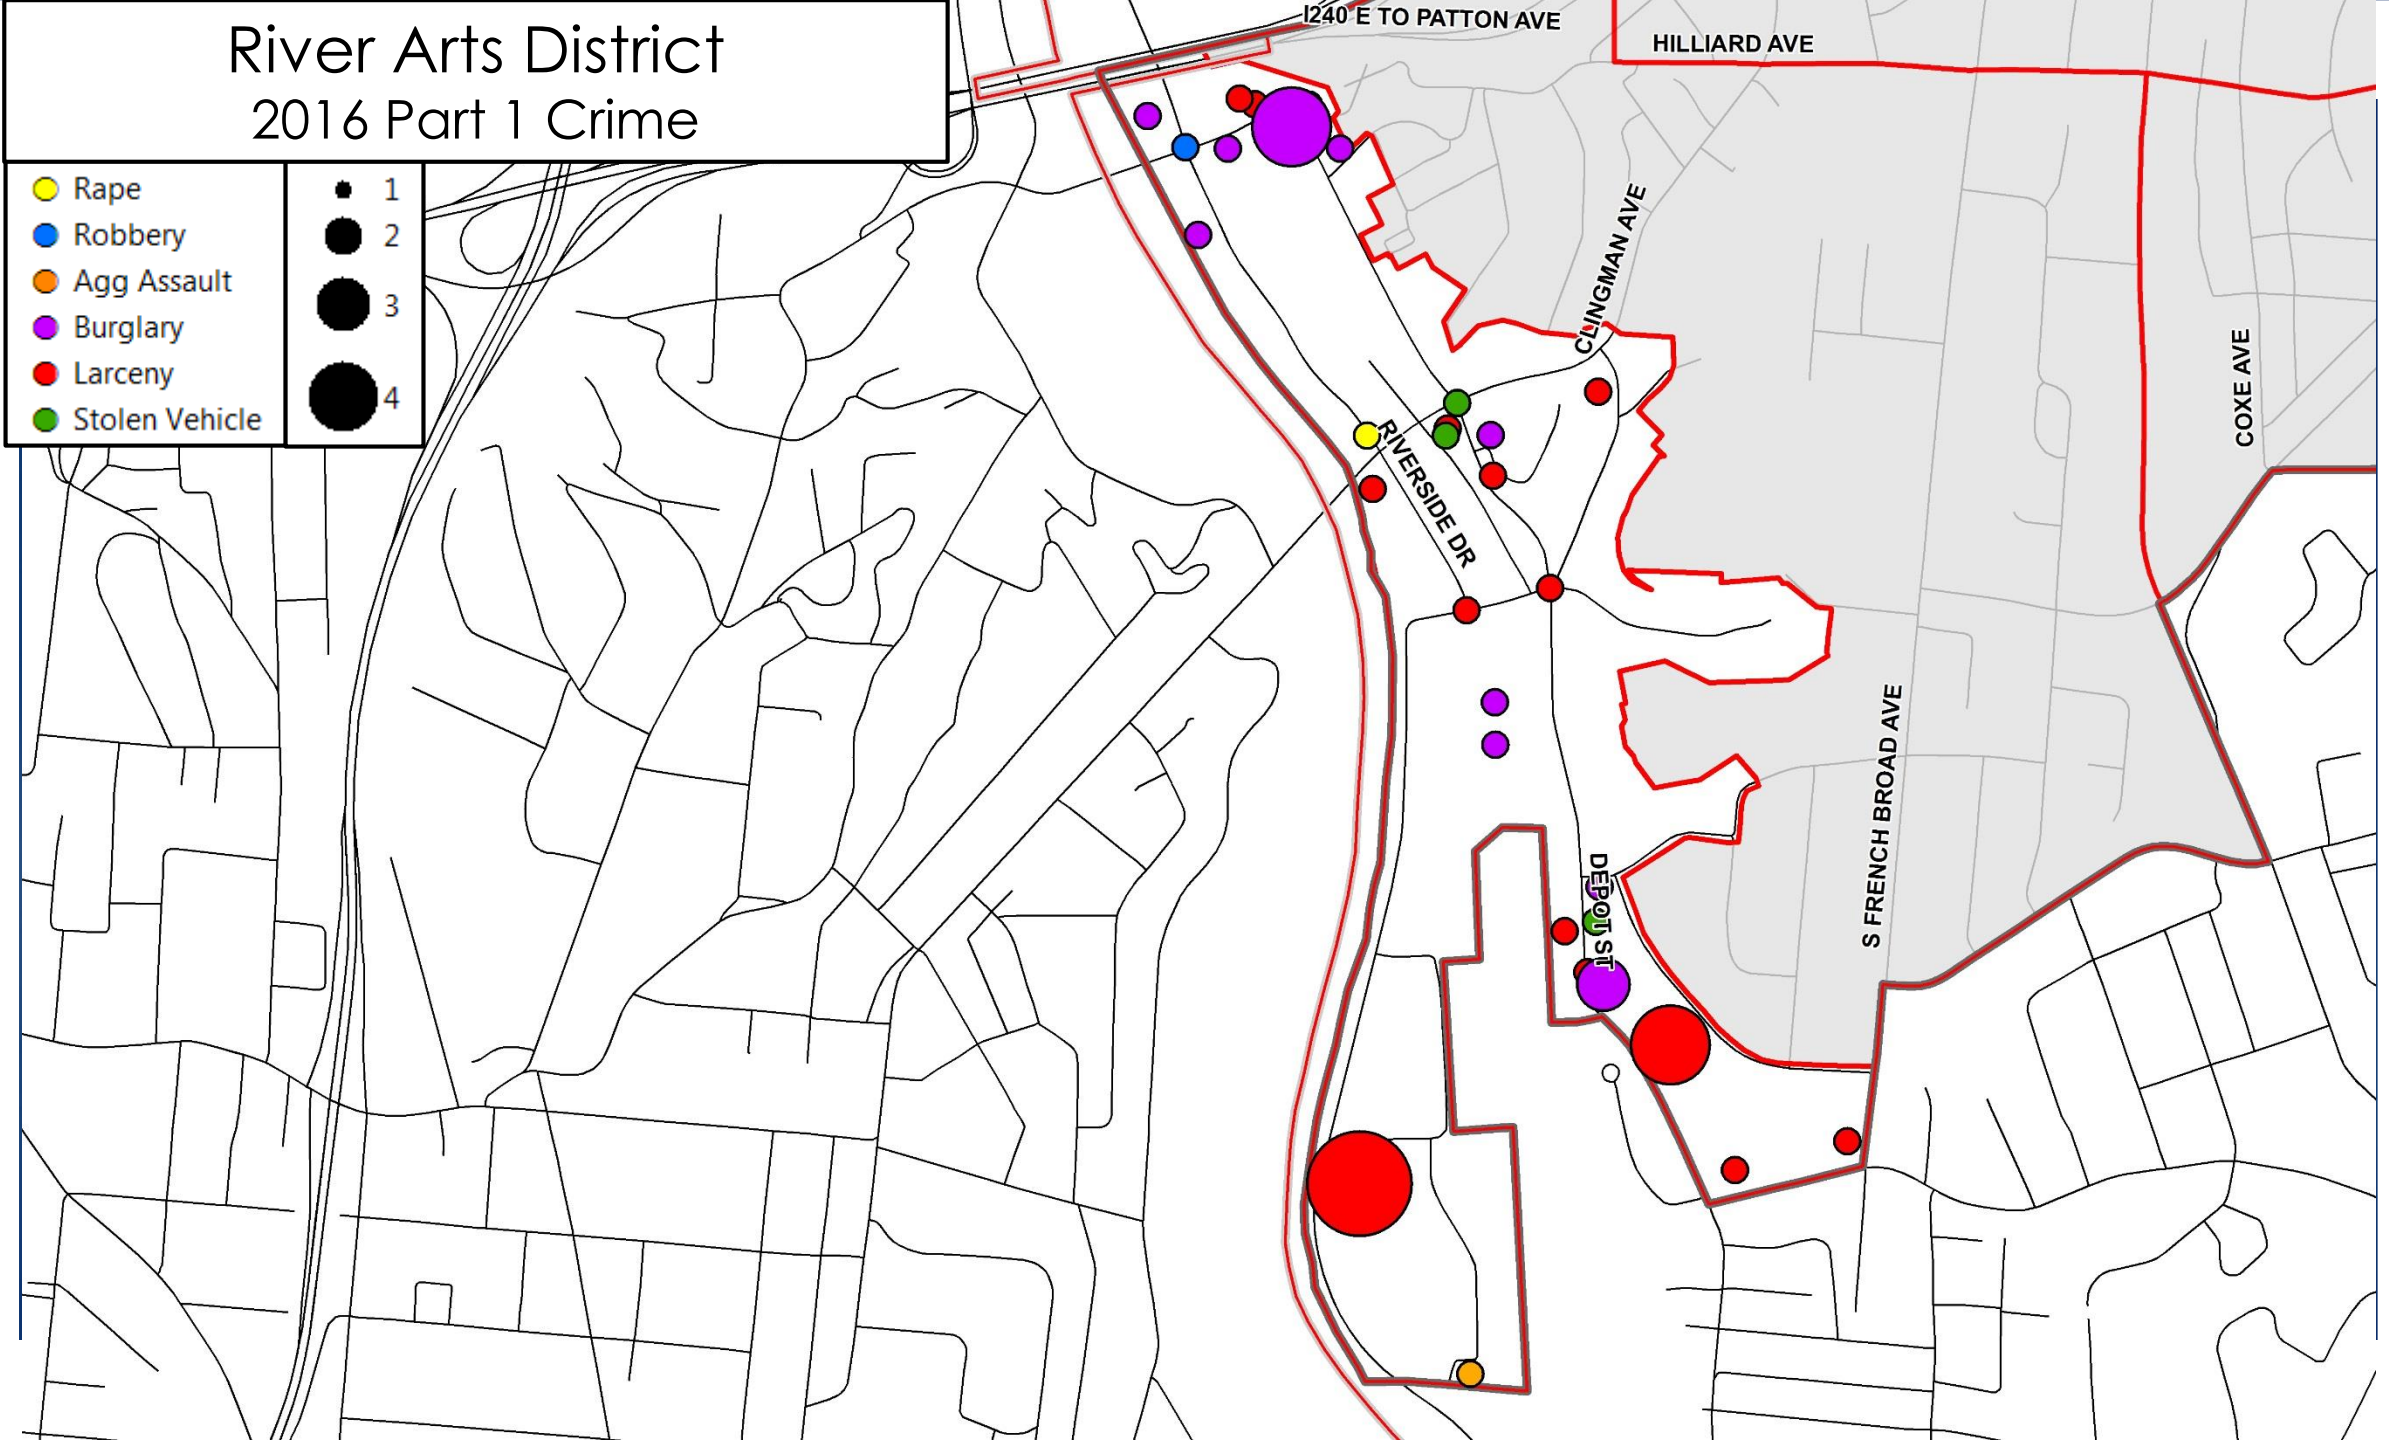 River Arts District
2016 Part 1 Crime
Rape
Robbery
Agg Assault
Burglary
Larceny
Stolen Vehicle
1
2
3
4
I240 E TO PATTON AVE
HILLIARD AVE
CLINGMAN AVE
COXE AVE
RIVERSIDE DR
S FRENCH BROAD AVE
DEPOT ST